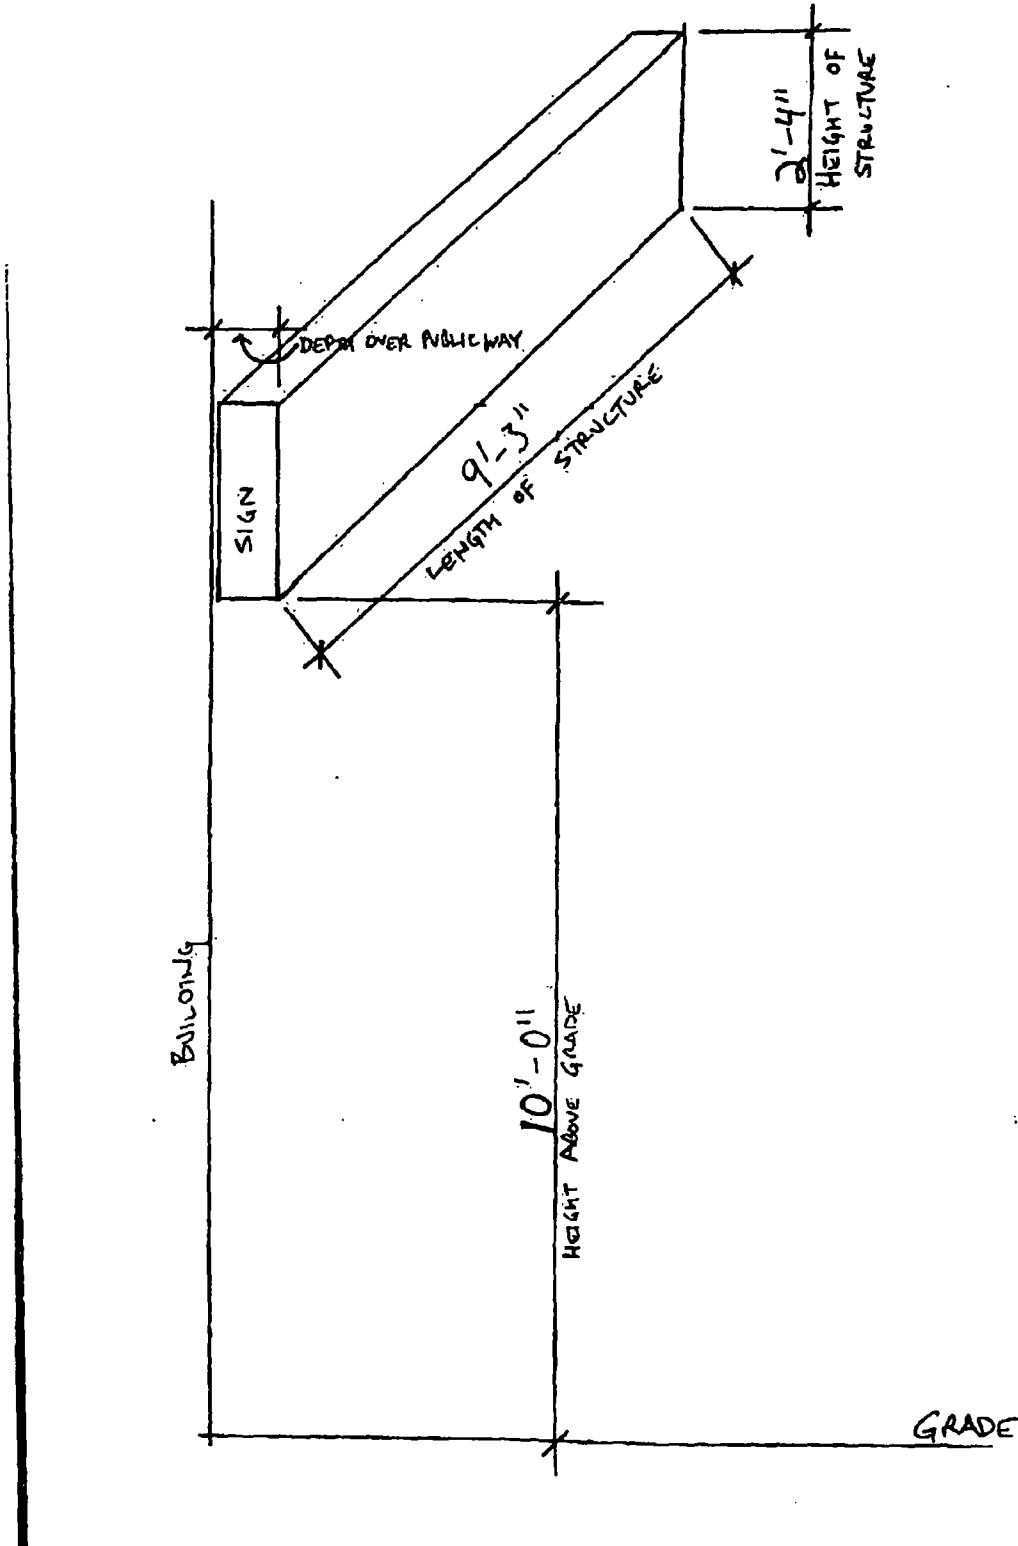 2'-4"
HEIGHT OF
STRUCTURE
DEPTH OVER PUBLIC WAY
9'-3"
LENGTH OF STRUCTURE
SIGN
BUILDING
10'-0"
HEIGHT ABOVE GRADE
GRADE